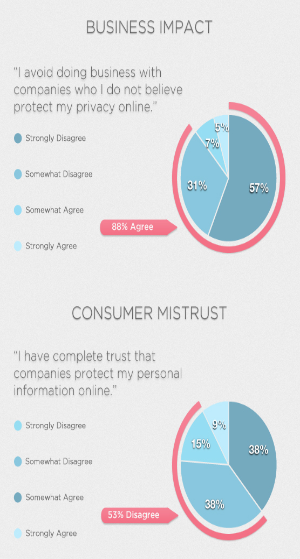 BUSINESS IMPACT
"I avoid doing business with
companies who I do not believe
protect my privacy online."
Strongly Disagree
Somewhat Disagree
Somewhat Agree
Strongly Agree
5%
7%
31%
57%
88% Agree
CONSUMER MISTRUST
"I have complete trust that
companies protect my personal
information online."
Strongly Disagree
Somewhat Disagree
Somewhat Agree
Strongly Agree
9%
15%
38%
38%
53% Disagree